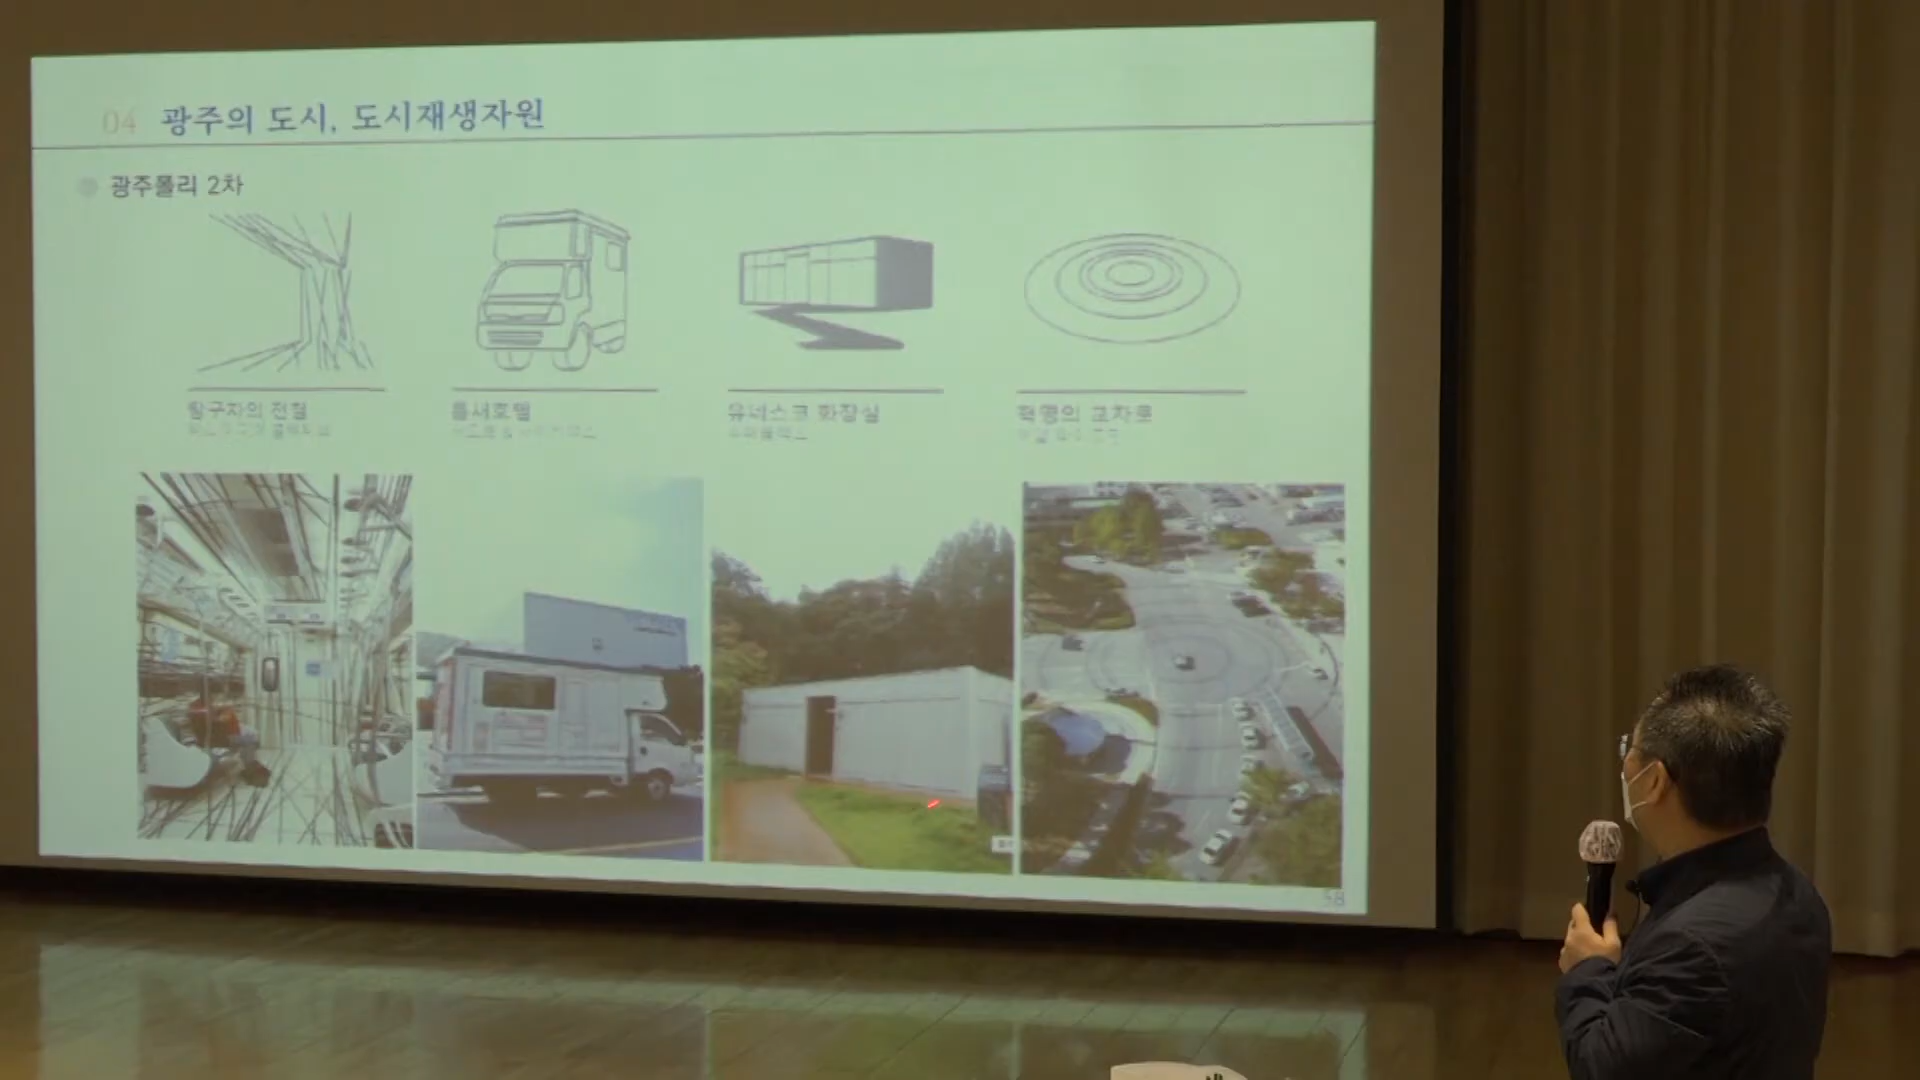 04 광주의 도시, 도시재생자원
광주폴리 2차
탐구자의 전철
틈새호텔
유네스코 화장실
혁명의 교차로
58